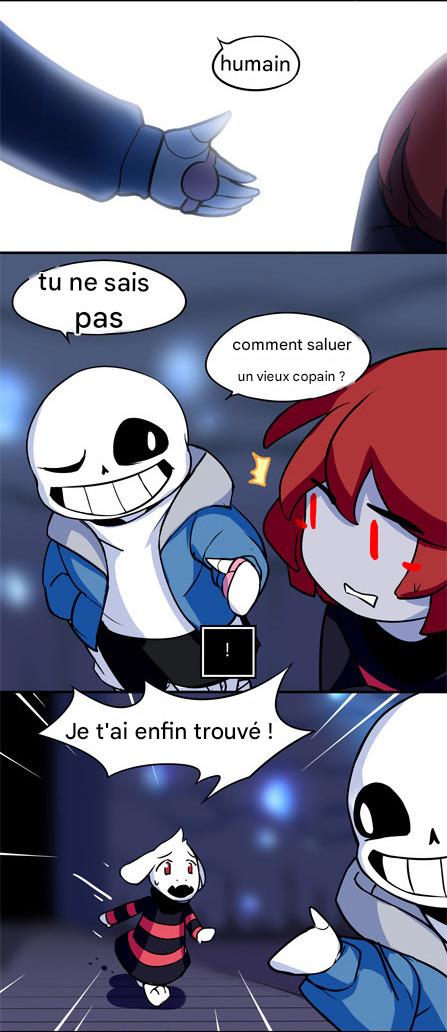 humain
tu ne sais
pas
comment saluer
un vieux copain ?
!
Je t'ai enfin trouvé !